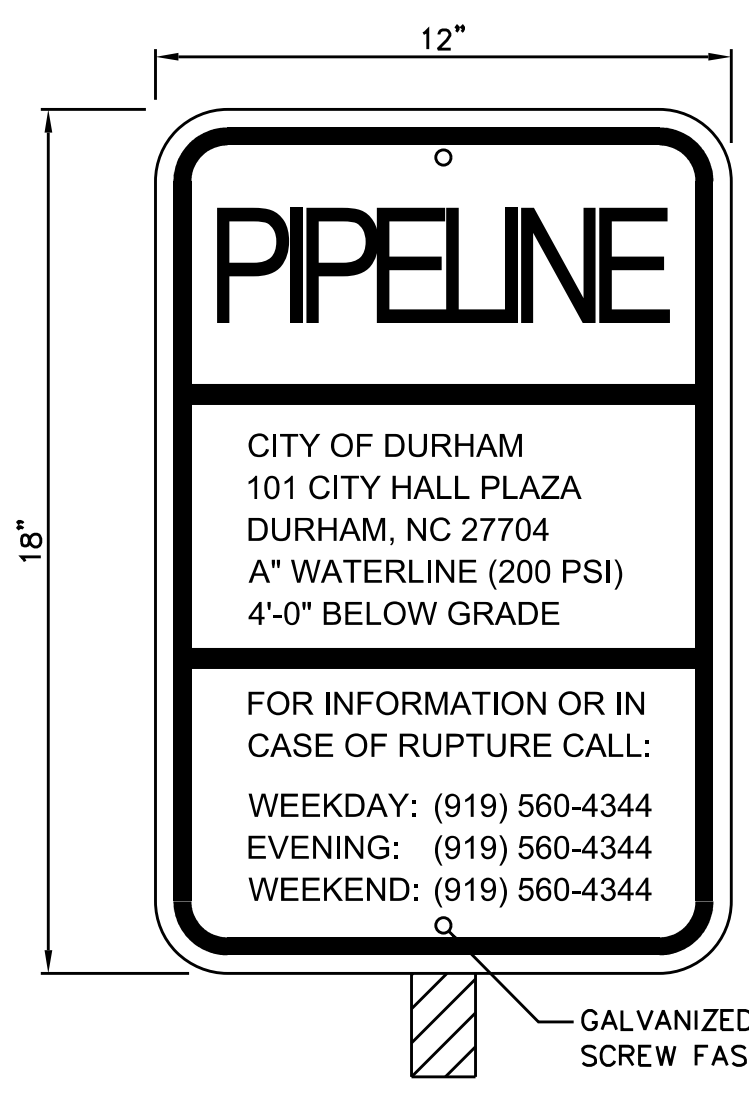 12"
PIPELINE
CITY OF DURHAM
101 CITY HALL PLAZA
DURHAM, NC 27704
A" WATERLINE (200 PSI)
4'-0" BELOW GRADE
18"
FOR INFORMATION OR IN
CASE OF RUPTURE CALL:
WEEKDAY: (919) 560-4344
EVENING: (919) 560-4344
WEEKEND: (919) 560-4344
GALVANIZED
SCREW FAS